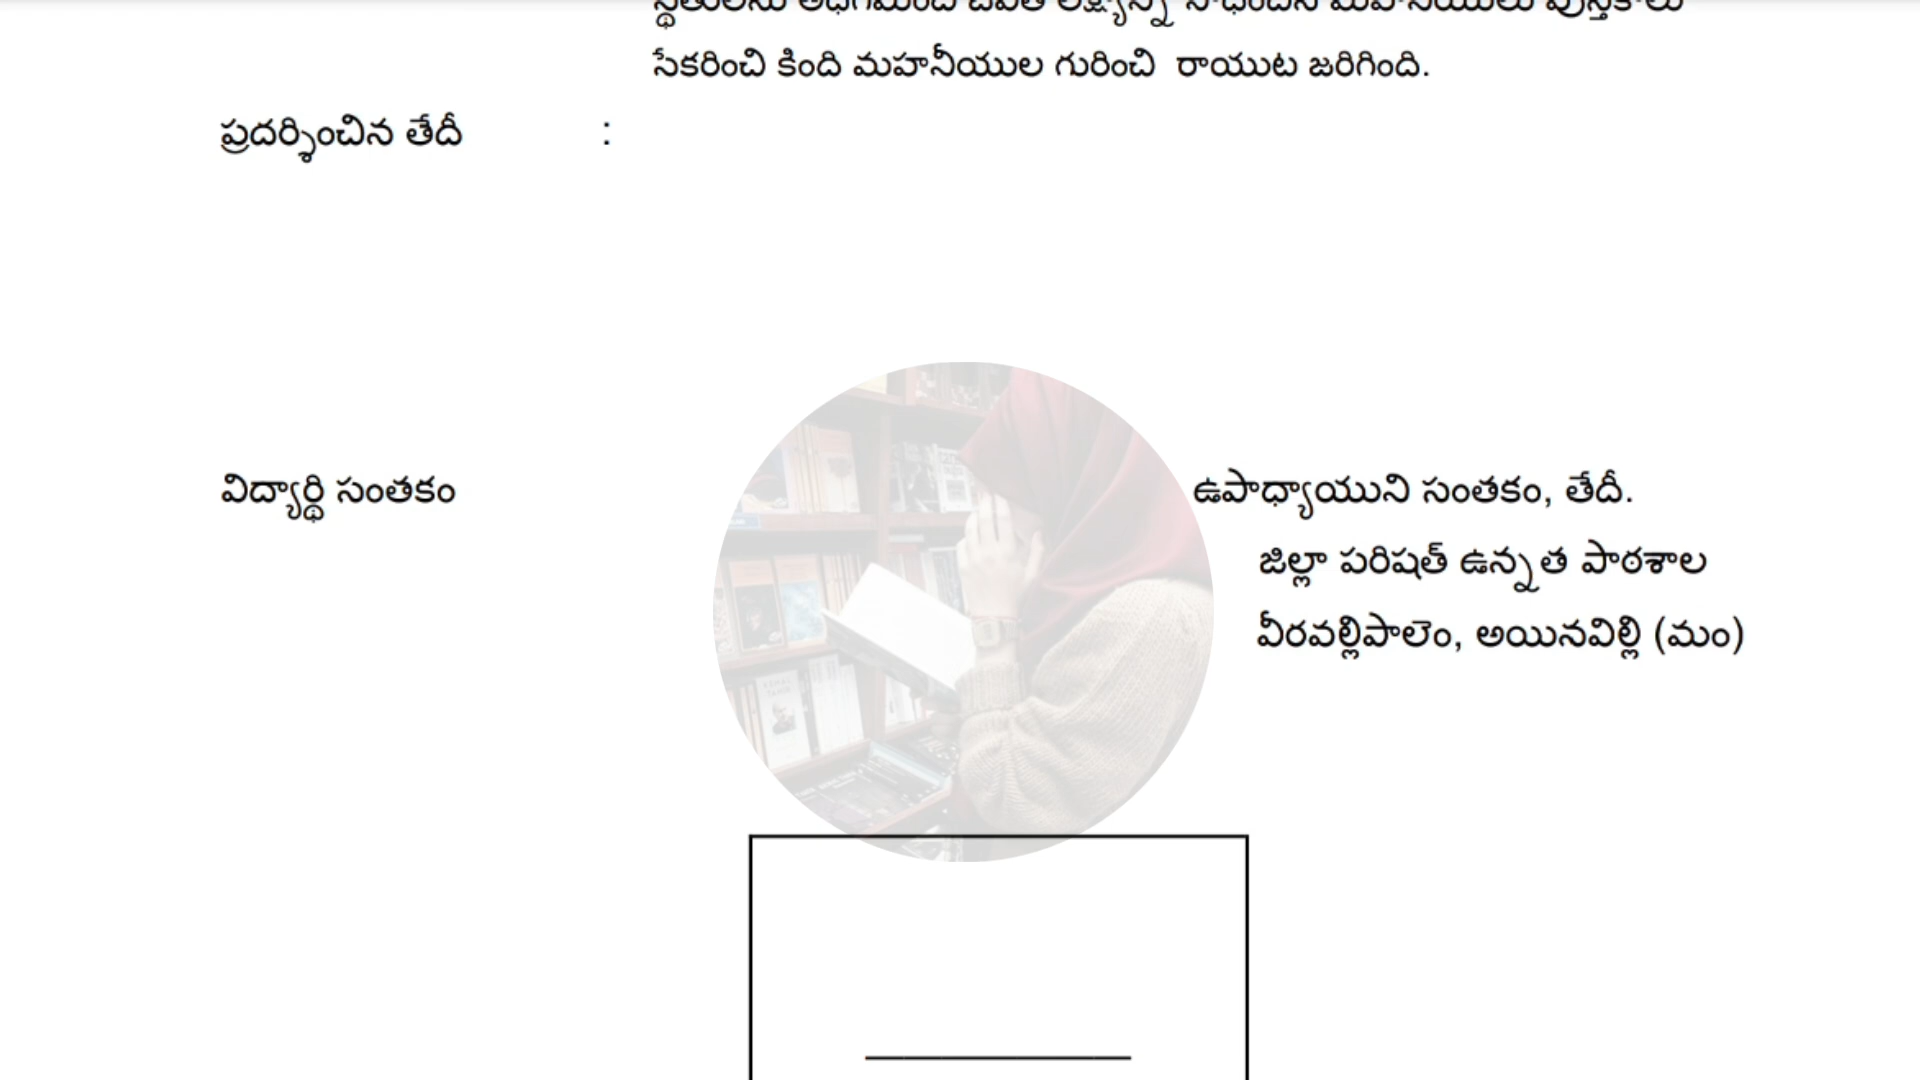 సేకరించి కింది మహనీయుల గురించి రాయుట జరిగింది.
ప్రదర్శించిన తేదీ :
విద్యార్థి సంతకం
ఉపాధ్యాయుని సంతకం, తేదీ.
జిల్లా పరిషత్ ఉన్నత పాఠశాల
వీరవల్లిపాలెం, అయినవిల్లి (మం)